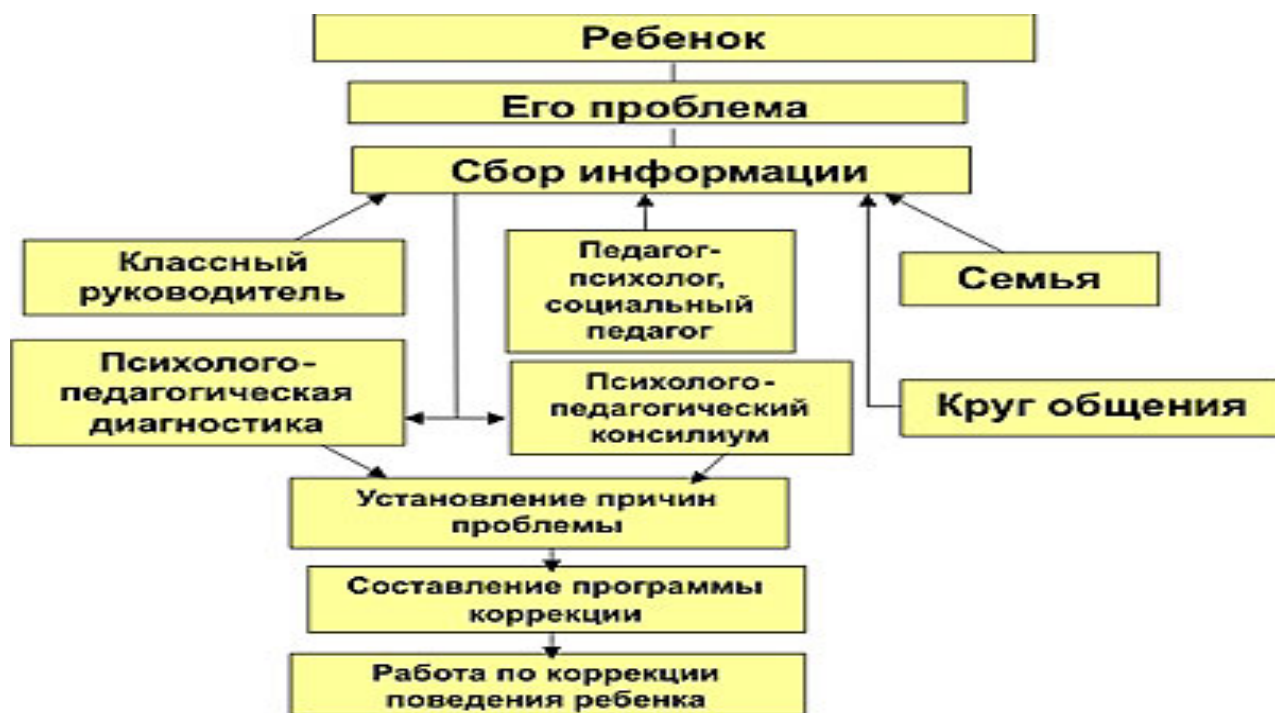 Ребенок
Его проблема
Сбор информации
Классный
руководитель
Педагог-
психолог,
социальный
педагог
Семья
Психолого-
педагогическая
диагностика
Психолого-
педагогический
консилиум
Круг общения
Установление причин
проблемы
Составление программы
коррекции
Работа по коррекции
поведения ребенка